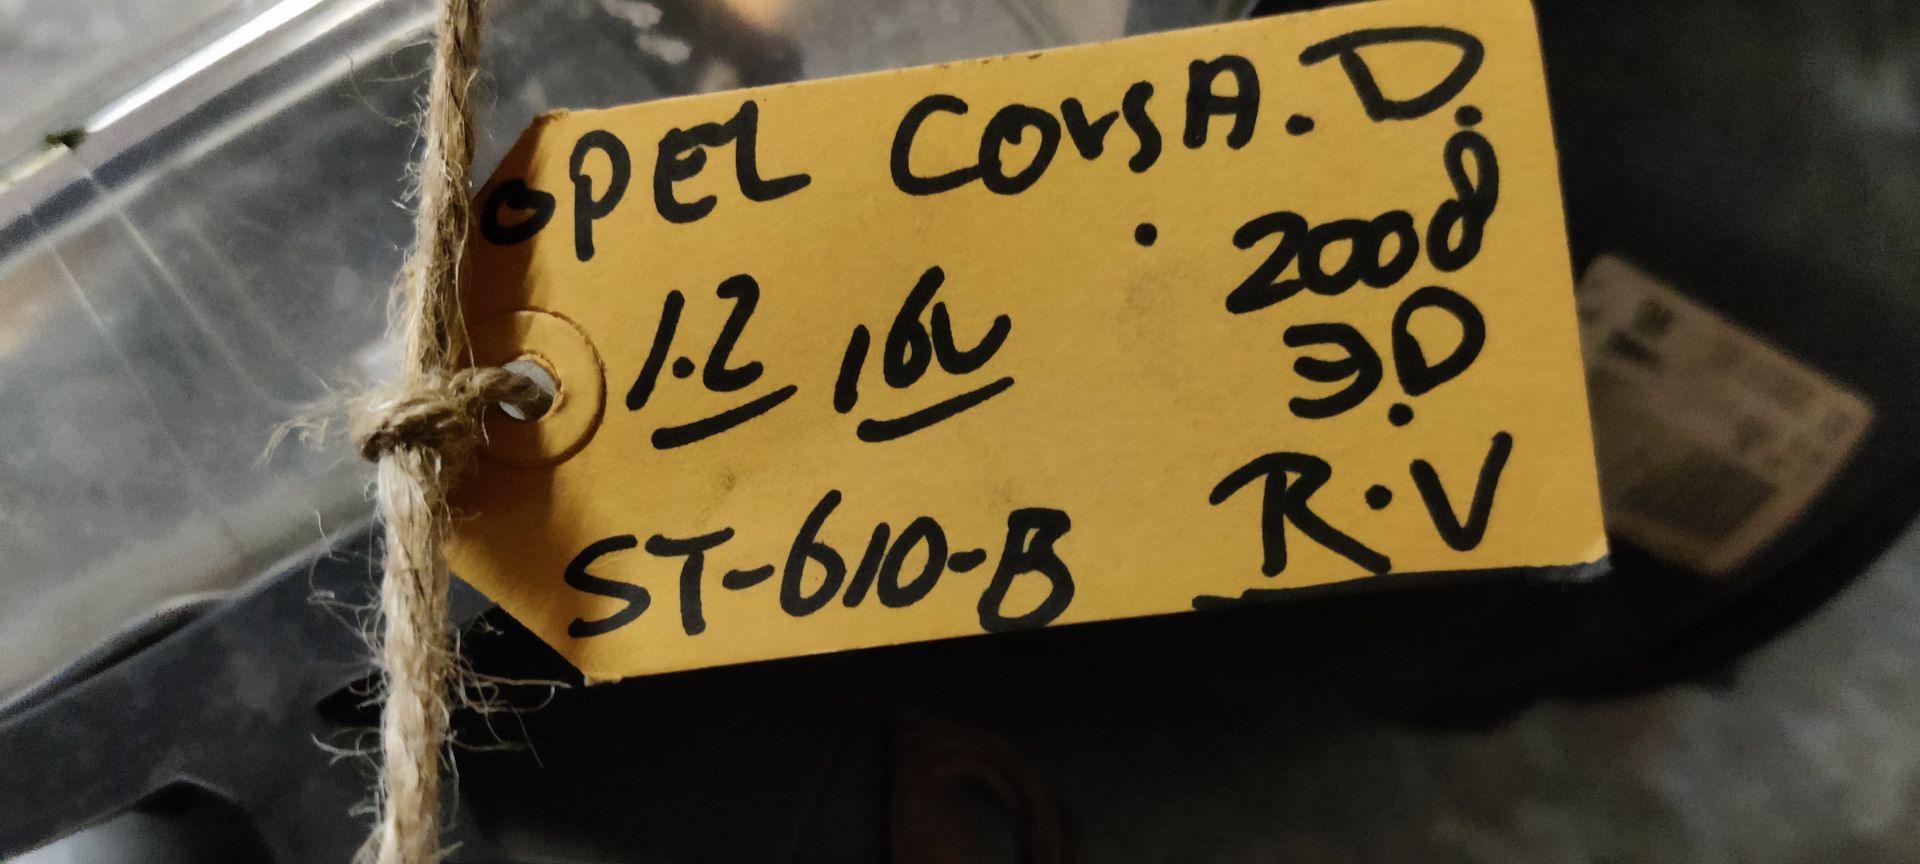 OPEL CorsA.D.
1.2 16V 2008
3.D.
ST-610-B R.V